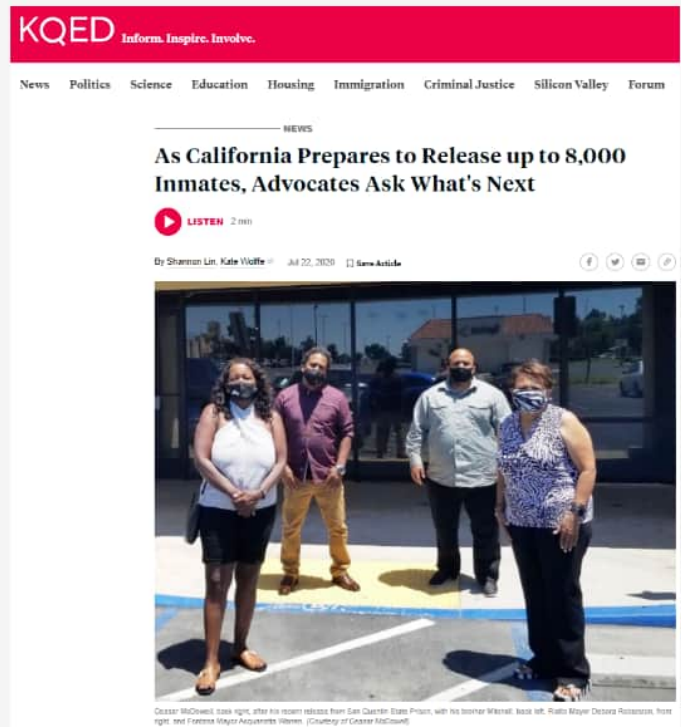 KQED Inform. Inspire. Involve.
News Politics Science Education Housing Immigration Criminal Justice Silicon Valley Forum
NEWS
As California Prepares to Release up to 8,000
Inmates, Advocates Ask What's Next
LISTEN 2 min
By Shannon Lin, Kate Wolffe Jul 22, 2020 Save Article
Ceasar McDowell, back right, after his recent release from San Quentin State Prison, with his brother Mitchell, back left, Rialto Mayor Deborah Robertson, front
right, and Fontana Mayor Acquanetta Warren. (Courtesy of Ceasar McDowell)